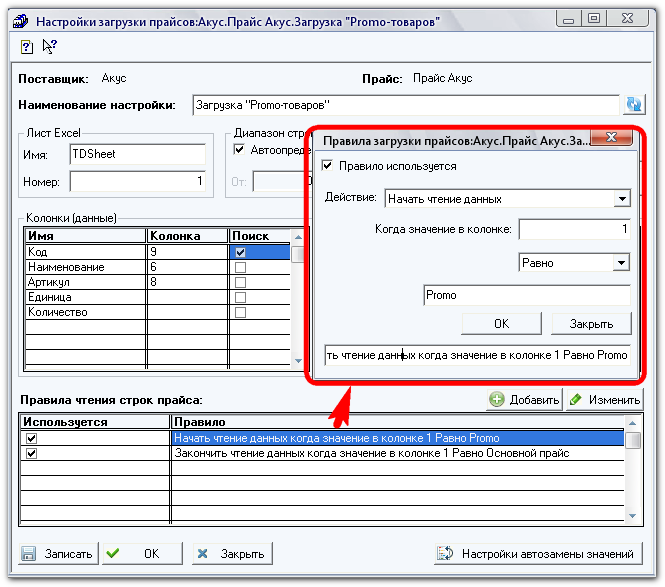 Настройки загрузки прайсов:Акус.Прайс Акус.Загрузка "Promo-товаров"
Поставщик: Акус Прайс: Прайс Акус
Наименование настройки: Загрузка "Promo-товаров"
Лист Excel
Имя: TDSheet
Номер: 1
Диапазон стро
Автоопреде
От: 0
Колонки (данные)
Имя Колонка Поиск
Код 9
Наименование 6
Артикул 8
Единица
Количество
Правила загрузки прайсов:Акус.Прайс Акус.За...
Правило используется
Действие: Начать чтение данных
Когда значение в колонке: 1
Равно
Promo
ОК Закрыть
ть чтение данных когда значение в колонке 1 Равно Promo
Правила чтения строк прайса: Добавить Изменить
Используется Правило
Начать чтение данных когда значение в колонке 1 Равно Promo
Закончить чтение данных когда значение в колонке 1 Равно Основной прайс
Записать ОК Закрыть Настройки автозамены значений